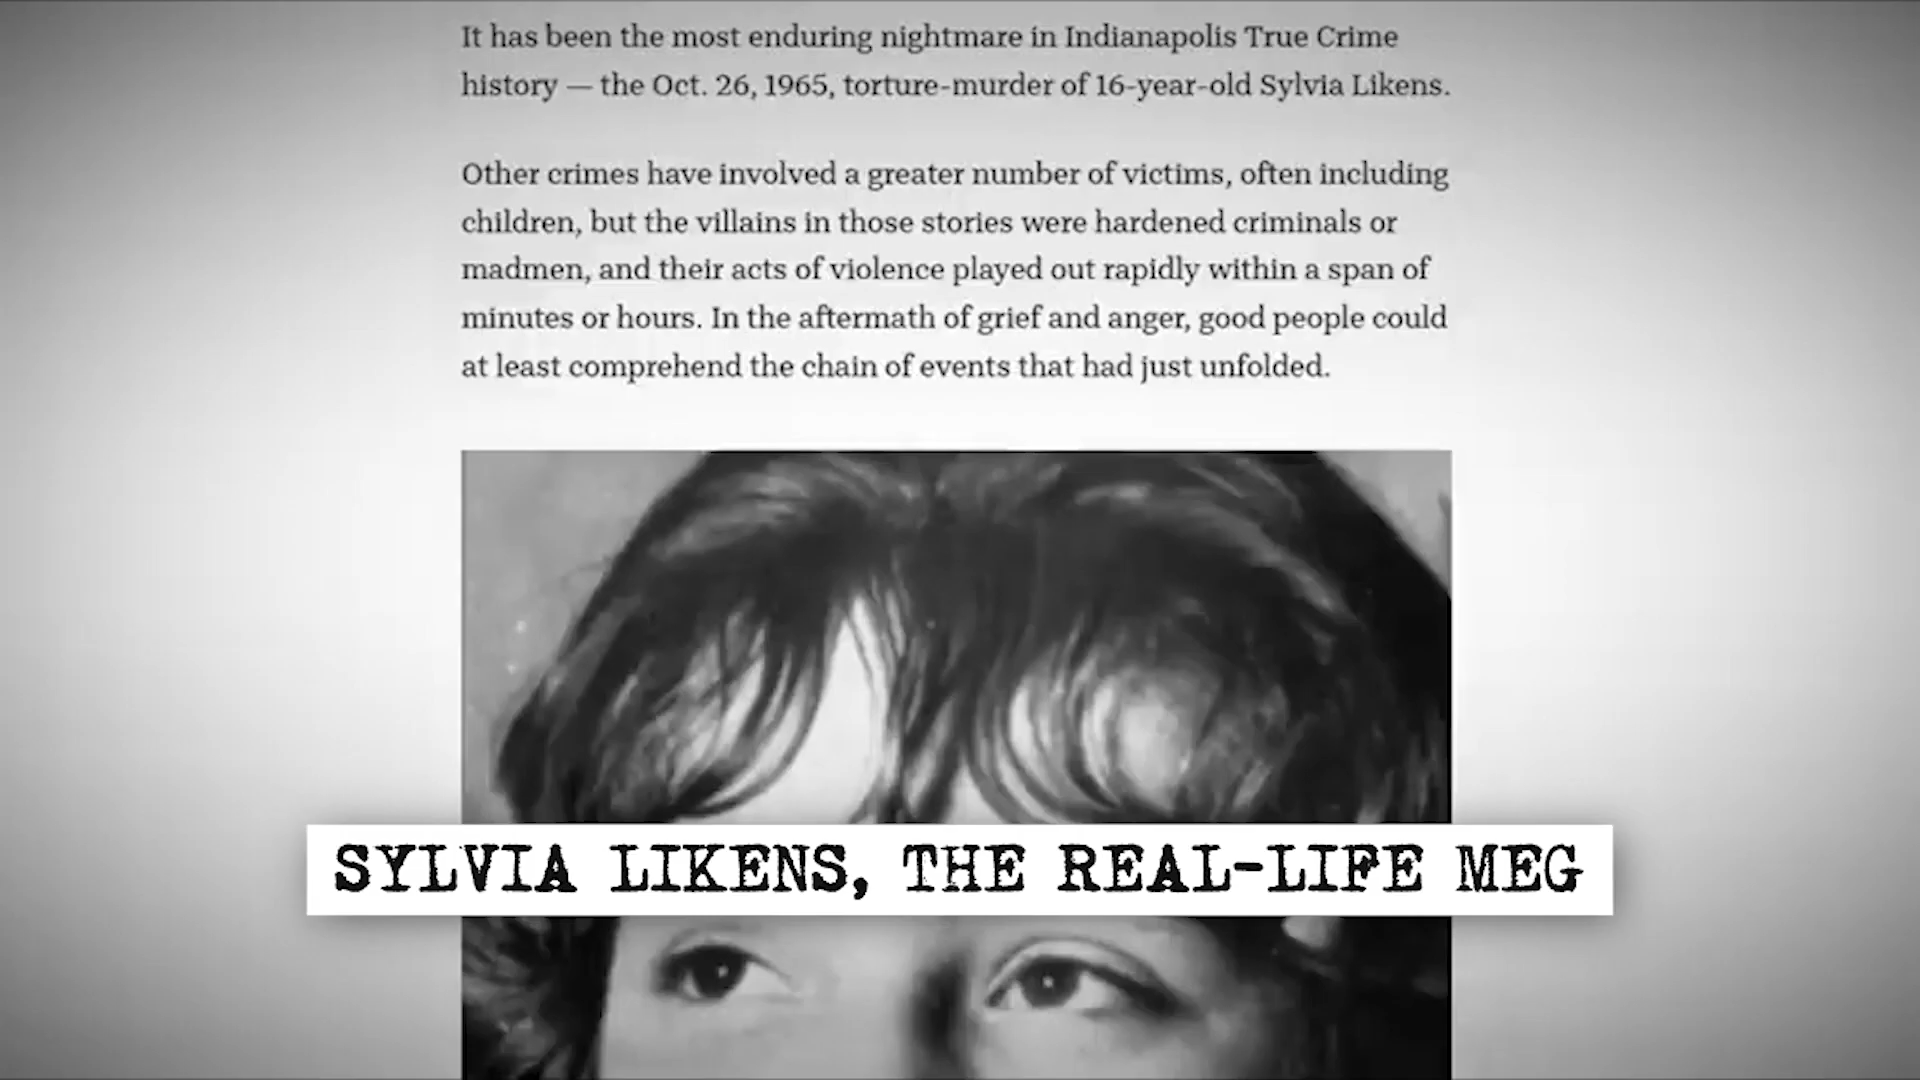 It has been the most enduring nightmare in Indianapolis True Crime
history — the Oct. 26, 1965, torture-murder of 16-year-old Sylvia Likens.
Other crimes have involved a greater number of victims, often including
children, but the villains in those stories were hardened criminals or
madmen, and their acts of violence played out rapidly within a span of
minutes or hours. In the aftermath of grief and anger, good people could
at least comprehend the chain of events that had just unfolded.
SYLVIA LIKENS, THE REAL-LIFE MEG